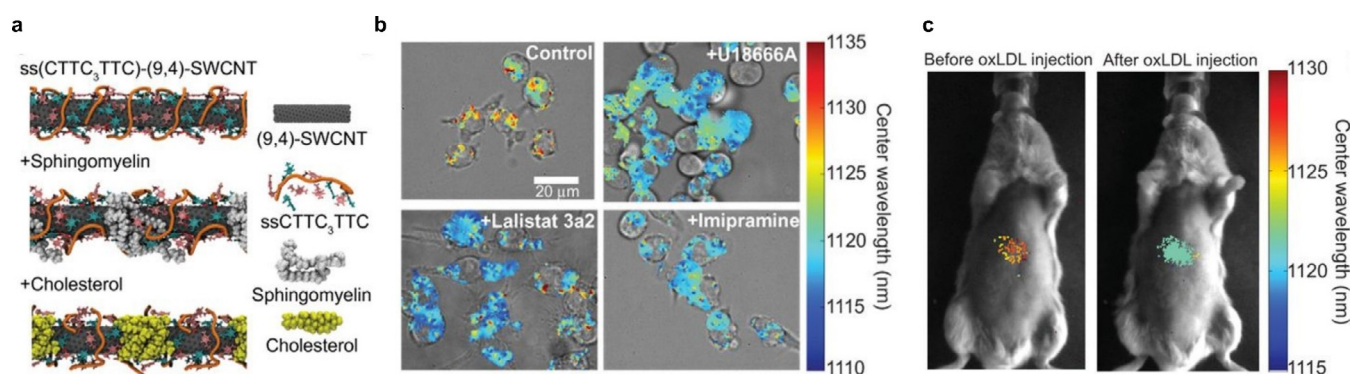 a
ss(CTTC₃TTC)-(9,4)-SWCNT
+Sphingomyelin
+Cholesterol
(9,4)-SWCNT
ssCTTC₃TTC
Sphingomyelin
Cholesterol
b
Control
20 μm
+U18666A
+Lalistat 3a2
+Imipramine
1135
1130
1125
1120
1115
1110
Center wavelength (nm)
c
Before oxLDL injection
After oxLDL injection
1130
1125
1120
1115
Center wavelength (nm)